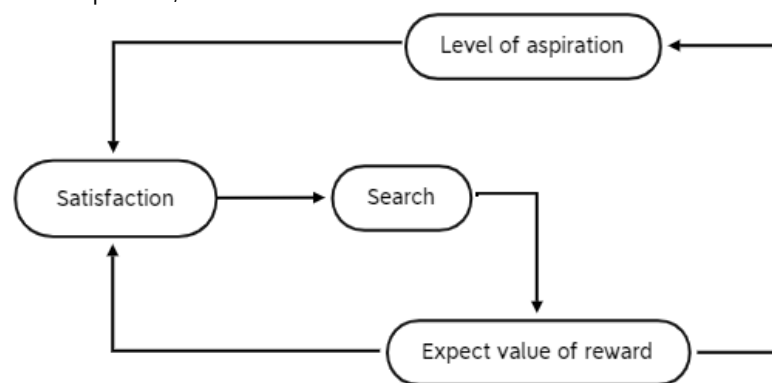 Level of aspiration
Satisfaction
Search
Expect value of reward